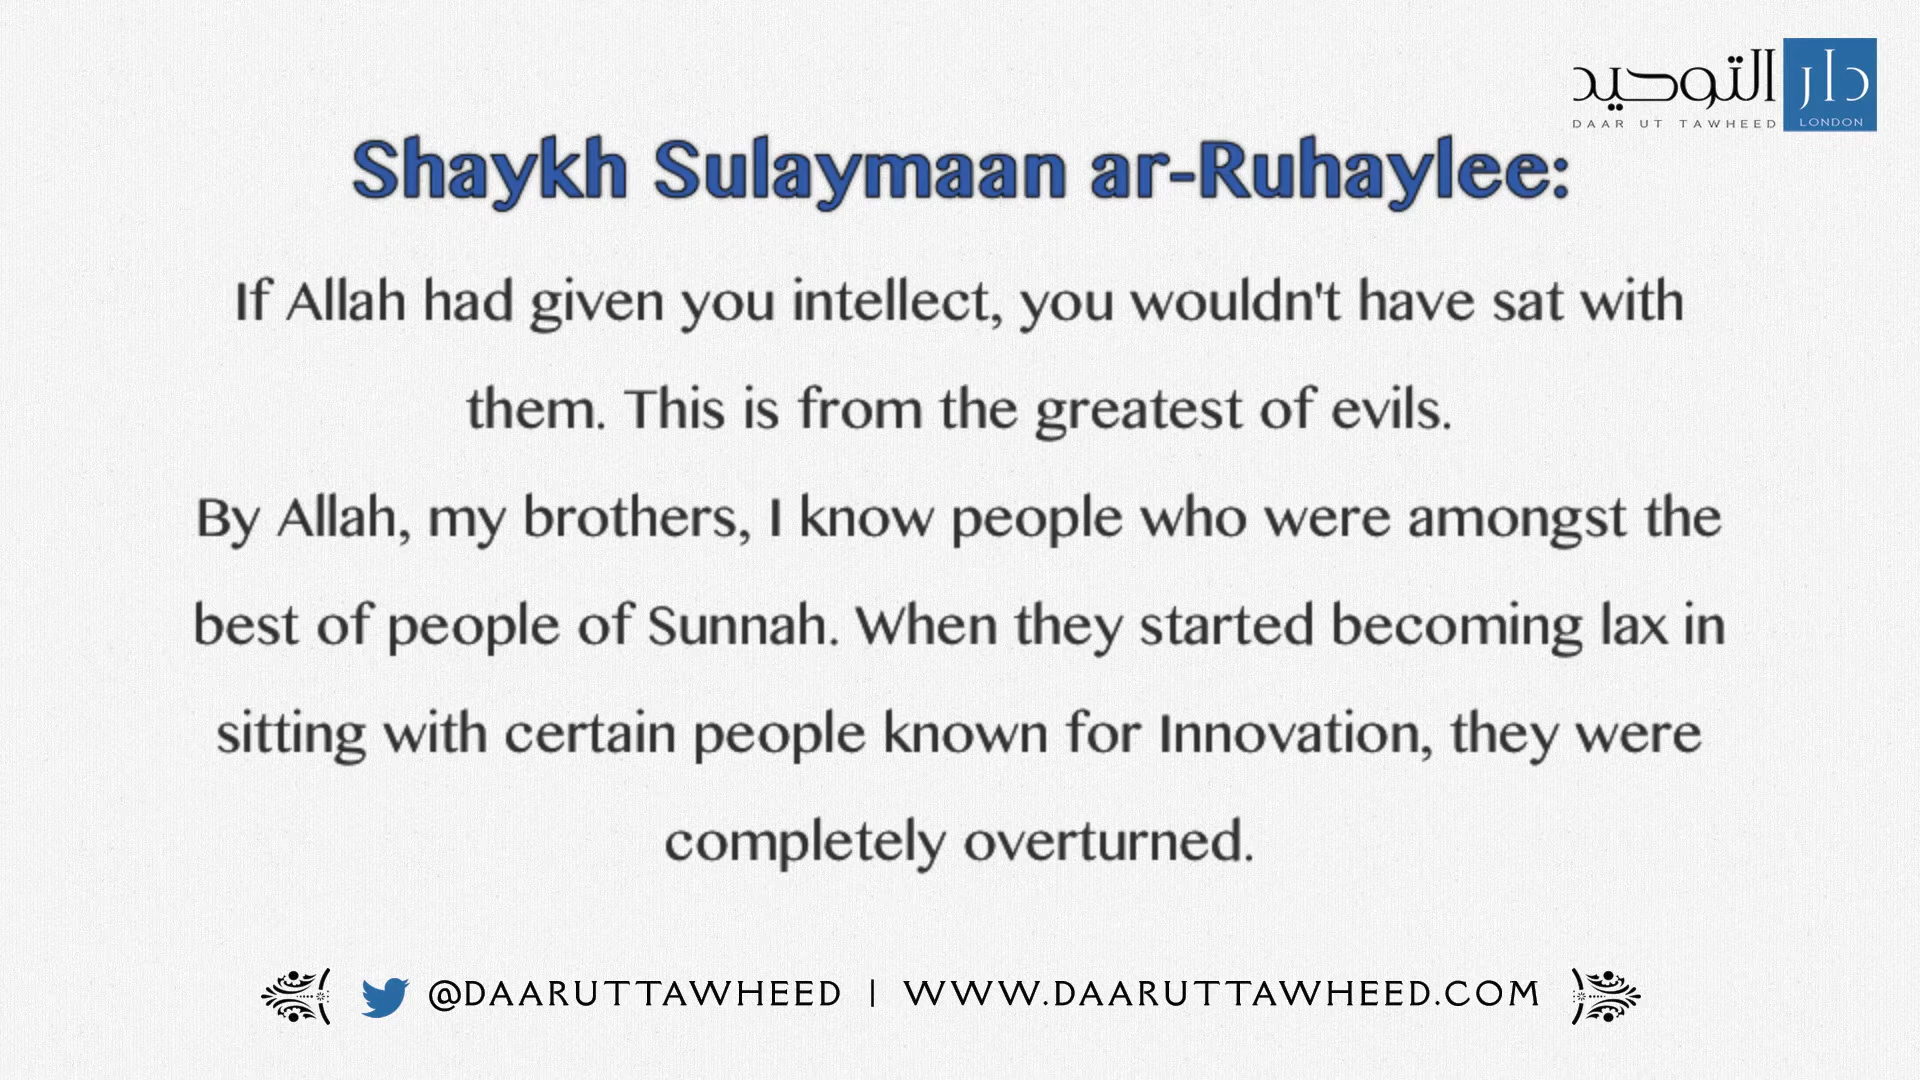 دار التوحيد
DAAR UT TAWHEED LONDON
Shaykh Sulaymaan ar-Ruhaylee:
If Allah had given you intellect, you wouldn't have sat with
them. This is from the greatest of evils.
By Allah, my brothers, I know people who were amongst the
best of people of Sunnah. When they started becoming lax in
sitting with certain people known for Innovation, they were
completely overturned.
@DAARUTTAWHEED | WWW.DAARUTTAWHEED.COM